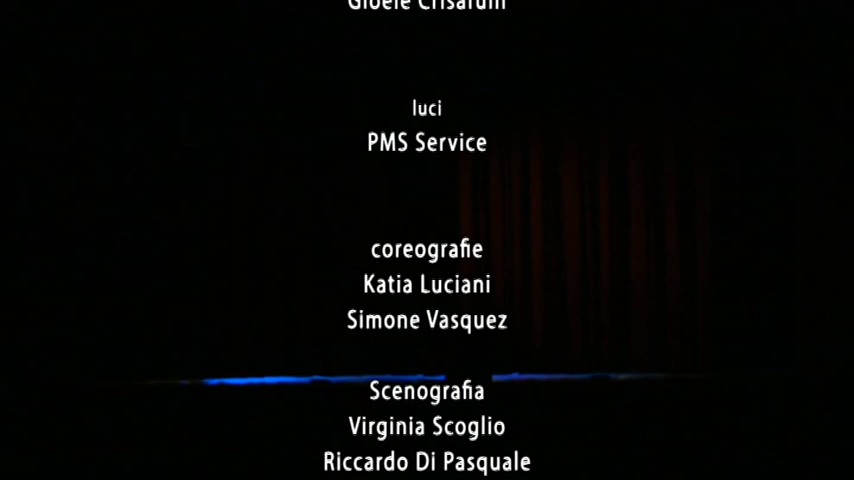 luci
PMS Service
coreografie
Katia Luciani
Simone Vasquez
Scenografia
Virginia Scoglio
Riccardo Di Pasquale